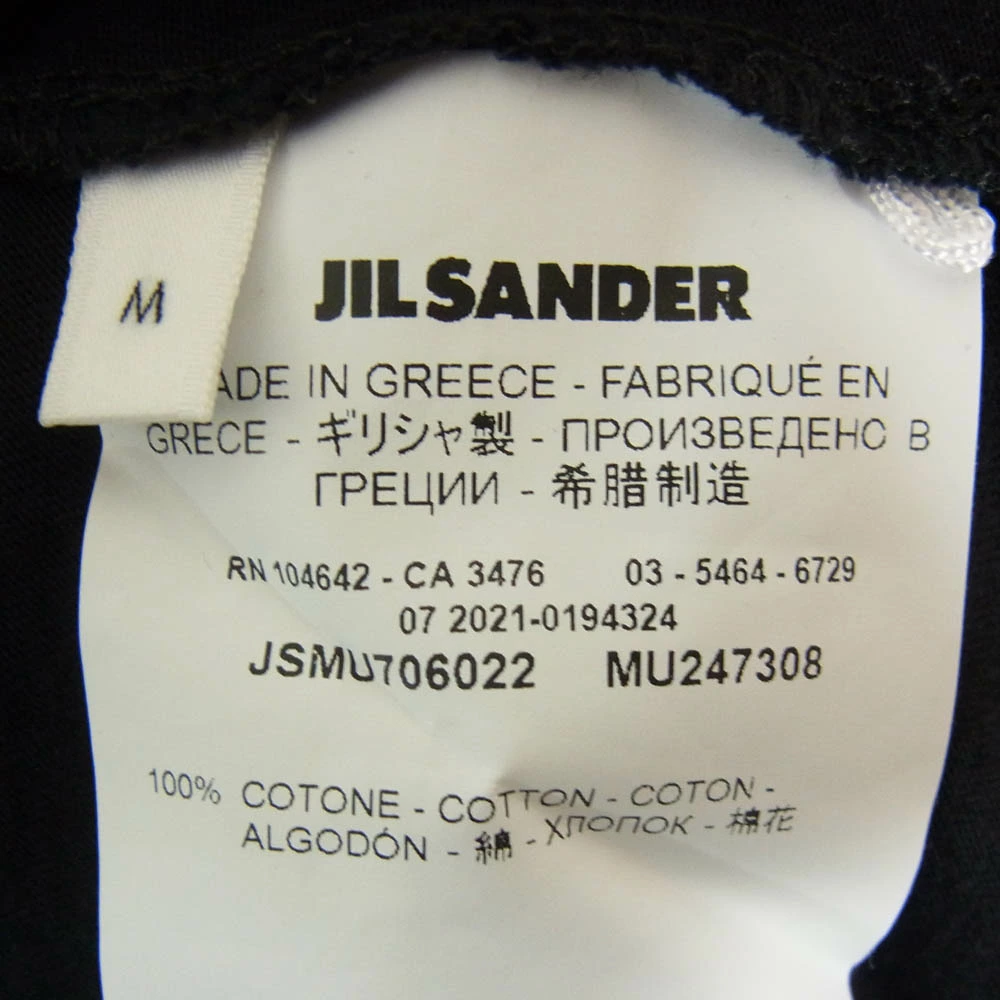 M
JIL SANDER
ADE IN GREECE - FABRIQUÉ EN
GRECE - ギリシャ製 - ПРОИЗВЕДЕНО В
ГРЕЦИИ - 希腊制造
RN 104642 - CA 3476 03 - 5464 - 6729
07 2021-0194324
JSMU706022 MU247308
100% COTONE - COTTON - COTON -
ALGODÓN - 綿 - ХЛОПОК - 棉花